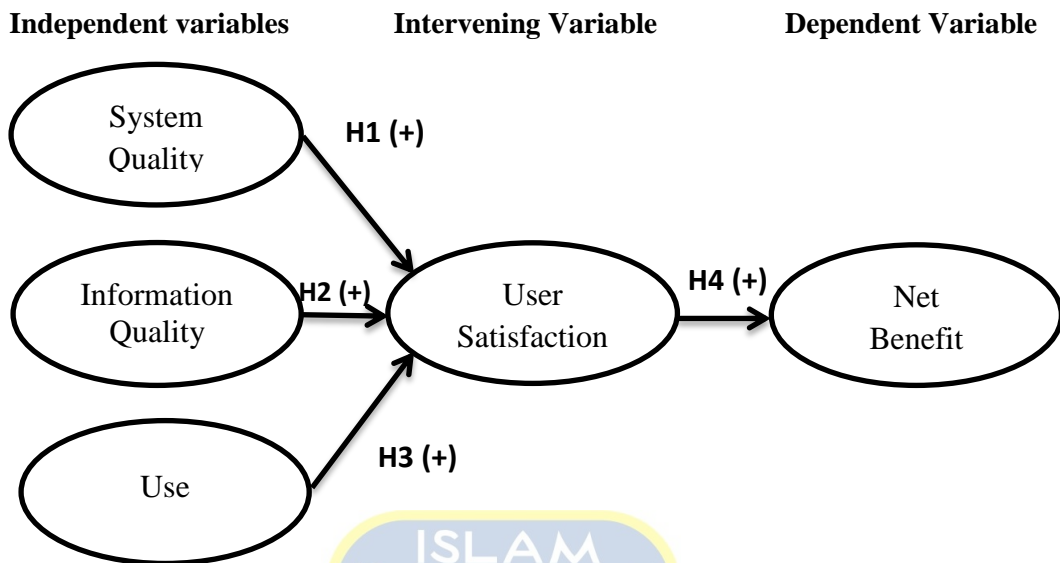 Independent variables Intervening Variable Dependent Variable
System
Quality
H1 (+)
Information
Quality
H2 (+)
User
Satisfaction
H4 (+)
Net
Benefit
Use
H3 (+)
ISLAM